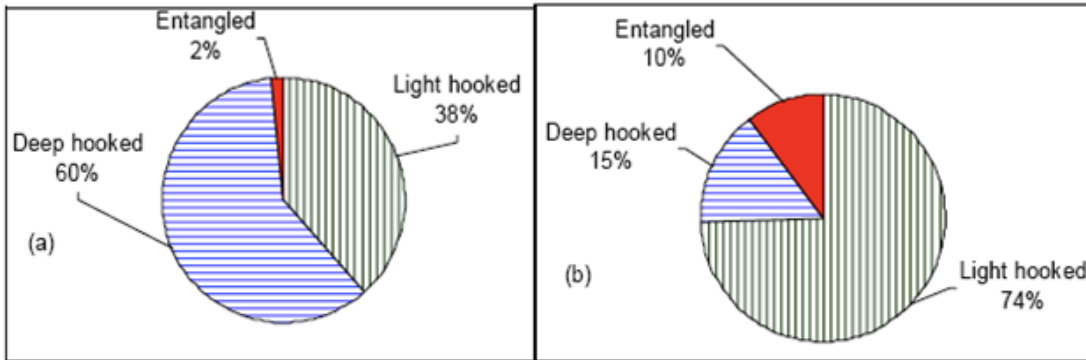 Entangled
2%
Light hooked
38%
Deep hooked
60%
(a)
Entangled
10%
Deep hooked
15%
Light hooked
74%
(b)